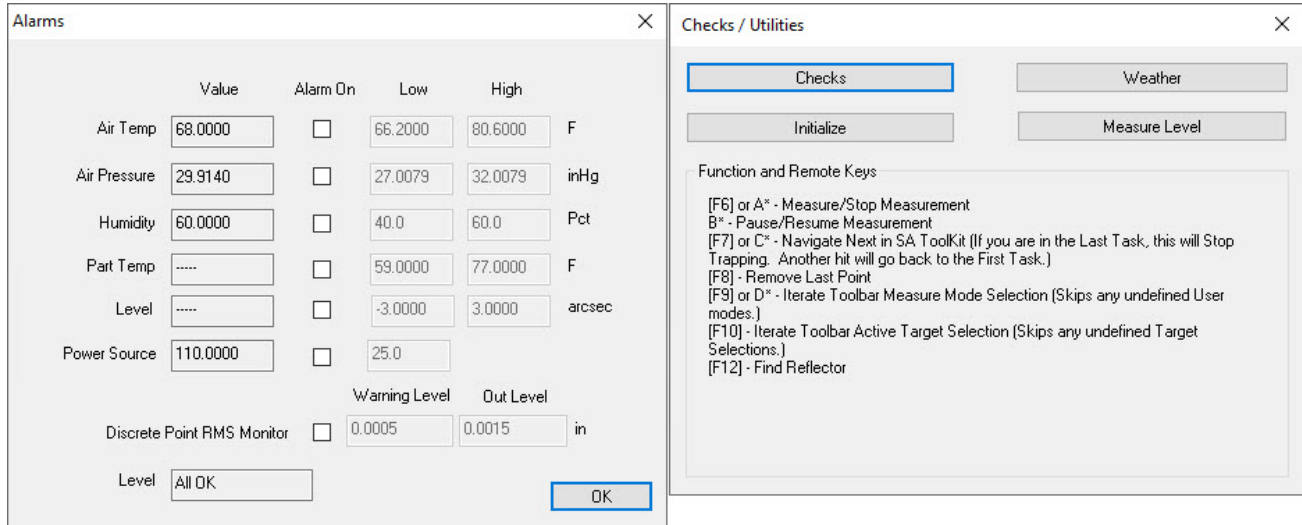 Alarms
Value Alarm On Low High
Air Temp 68.0000 66.2000 80.6000 F
Air Pressure 29.9140 27.0079 32.0079 inHg
Humidity 60.0000 40.0 60.0 Pct
Part Temp ----- 59.0000 77.0000 F
Level ----- -3.0000 3.0000 arcsec
Power Source 110.0000 25.0
Warning Level Out Level
Discrete Point RMS Monitor 0.0005 0.0015 in
Level All OK
OK
Checks / Utilities
Checks Weather
Initialize Measure Level
Function and Remote Keys
[F6] or A* - Measure/Stop Measurement
B* - Pause/Resume Measurement
[F7] or C* - Navigate Next in SA ToolKit (If you are in the Last Task, this will Stop
Trapping. Another hit will go back to the First Task.)
[F8] - Remove Last Point
[F9] or D* - Iterate Toolbar Measure Mode Selection (Skips any undefined User
modes.)
[F10] - Iterate Toolbar Active Target Selection (Skips any undefined Target
Selections.)
[F12] - Find Reflector